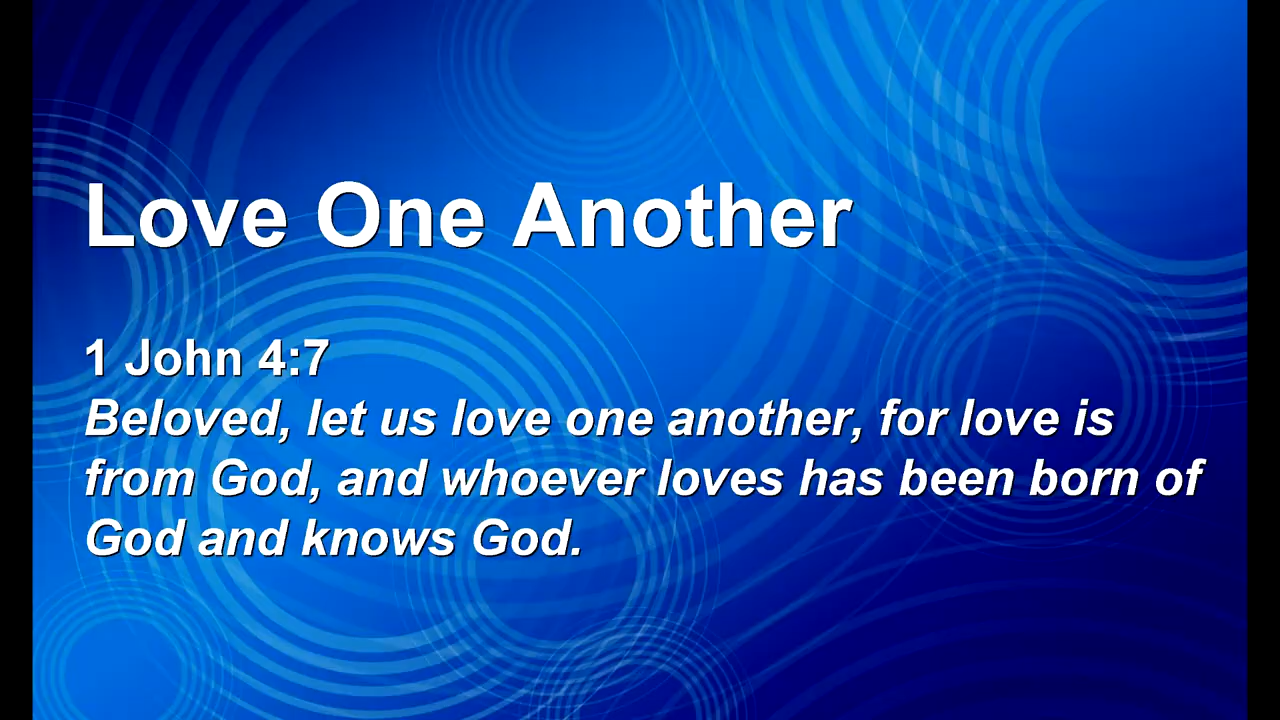 Love One Another
1 John 4:7
Beloved, let us love one another, for love is
from God, and whoever loves has been born of
God and knows God.